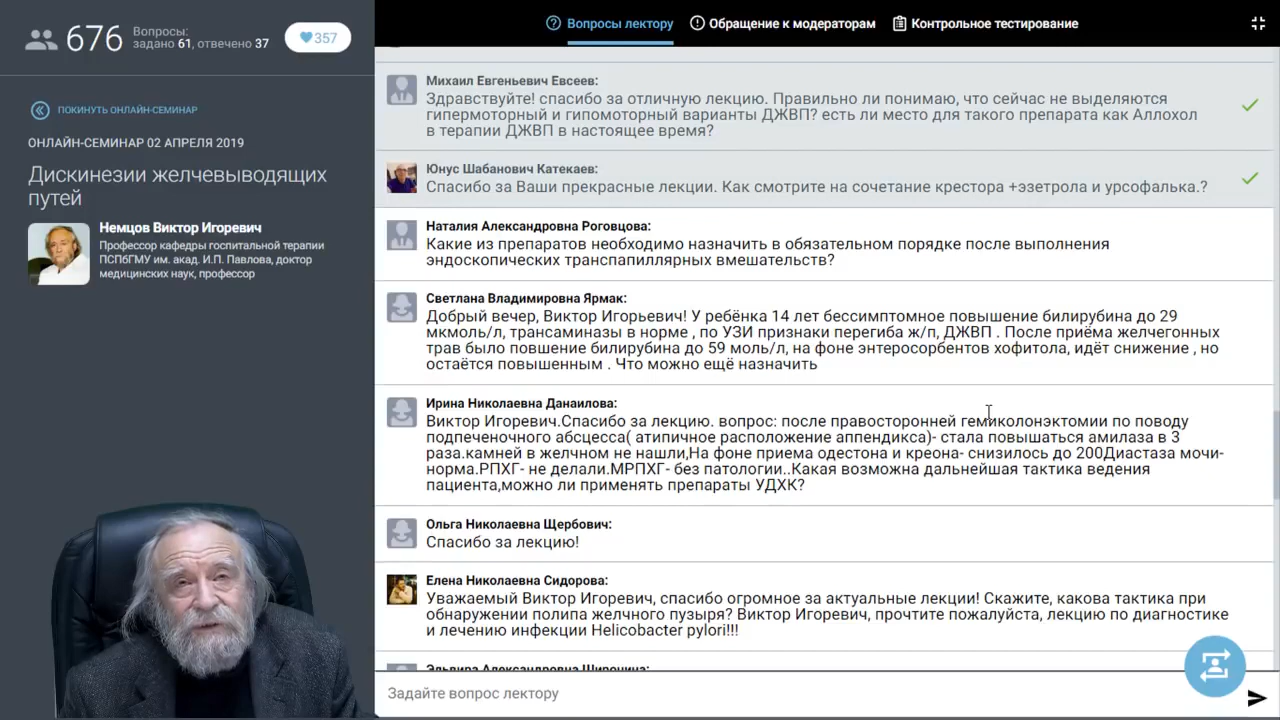 676
Вопросы:
задано 61, отвечено 37
357
ПОКИНУТЬ ОНЛАЙН-СЕМИНАР
ОНЛАЙН-СЕМИНАР 02 АПРЕЛЯ 2019
Дискинезии желчевыводящих
путей
Немцов Виктор Игоревич
Профессор кафедры госпитальной терапии
ПСПбГМУ им. акад. И.П. Павлова, доктор
медицинских наук, профессор
Вопросы лектору
Обращение к модераторам
Контрольное тестирование
Михаил Евгеньевич Евсеев:
Здравствуйте! спасибо за отличную лекцию. Правильно ли понимаю, что сейчас не выделяются
гипермоторный и гипомоторный варианты ДЖВП? есть ли место для такого препарата как Аллохол
в терапии ДЖВП в настоящее время?
Юнус Шабанович Катекаев:
Спасибо за Ваши прекрасные лекции. Как смотрите на сочетание крестора +эзетрола и урсофалька.?
Наталия Александровна Роговцова:
Какие из препаратов необходимо назначить в обязательном порядке после выполнения
эндоскопических транспапиллярных вмешательств?
Светлана Владимировна Ярмак:
Добрый вечер, Виктор Игорьевич! У ребёнка 14 лет бессимптомное повышение билирубина до 29
мкмоль/л, трансаминазы в норме , по УЗИ признаки перегиба ж/п, ДЖВП . После приёма желчегонных
трав было повшение билирубина до 59 моль/л, на фоне энтеросорбентов хофитола, идёт снижение , но
остаётся повышенным . Что можно ещё назначить
Ирина Николаевна Данаилова:
Виктор Игоревич.Спасибо за лекцию. вопрос: после правосторонней гемиколонэктомии по поводу
подпеченочного абсцесса( атипичное расположение аппендикса)- стала повышаться амилаза в 3
раза.камней в желчном не нашли,На фоне приема одестона и креона- снизилось до 200Диастаза мочи-
норма.РПХГ- не делали.МРПХГ- без патологии..Какая возможна дальнейшая тактика ведения
пациента,можно ли применять препараты УДХК?
Ольга Николаевна Щербович:
Спасибо за лекцию!
Елена Николаевна Сидорова:
Уважаемый Виктор Игоревич, спасибо огромное за актуальные лекции! Скажите, какова тактика при
обнаружении полипа желчного пузыря? Виктор Игоревич, прочтите пожалуйста, лекцию по диагностике
и лечению инфекции Helicobacter pylori!!!
Эльвира Александровна
Задайте вопрос лектору